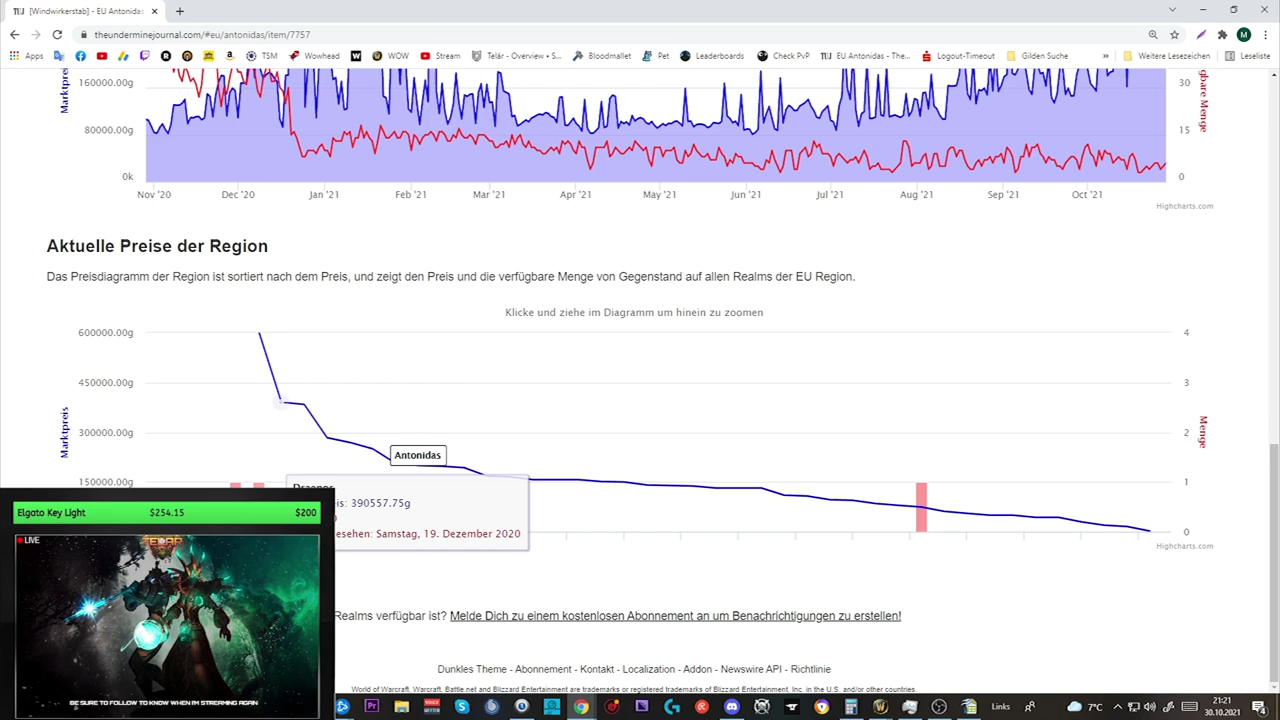 [Windwirkerstab] - EU Antonidas
theunderminejournal.com/#eu/antonidas/item/7757
Apps
TSM
Wowhead
WOW
Stream
Telár - Overview • S...
Bloodmallet
Pet
Leaderboards
Check PvP
EU Antonidas - The...
Logout-Timeout
Gilden Suche
»
Weitere Lesezeichen
Leseliste
160000.00g
80000.00g
0k
Marktpreis
30
15
0
gbare Menge
Nov '20 Dec '20 Jan '21 Feb '21 Mar '21 Apr '21 May '21 Jun '21 Jul '21 Aug '21 Sep '21 Oct '21
Highcharts.com
Aktuelle Preise der Region
Das Preisdiagramm der Region ist sortiert nach dem Preis, und zeigt den Preis und die verfügbare Menge von Gegenstand auf allen Realms der EU Region.
Klicke und ziehe im Diagramm um hinein zu zoomen
600000.00g
450000.00g
300000.00g
150000.00g
Marktpreis
4
3
2
1
0
Menge
Antonidas
Draenor
is: 390557.75g
esehen: Samstag, 19. Dezember 2020
Highcharts.com
Elgato Key Light $254.15 $200
LIVE
TELAR
BE SURE TO FOLLOW TO KNOW WHEN I'M STREAMING AGAIN
Realms verfügbar ist? Melde Dich zu einem kostenlosen Abonnement an um Benachrichtigungen zu erstellen!
Dunkles Theme - Abonnement - Kontakt - Localization - Addon - Newswire API - Richtlinie
World of Warcraft, Warcraft, Battle.net and Blizzard Entertainment are trademarks or registered trademarks of Blizzard Entertainment, Inc. in the U.S. and/or other countries.
Links
7°C
21:21
30.10.2021